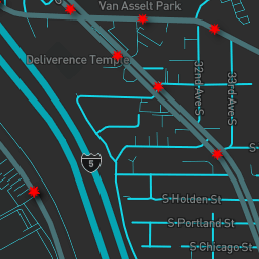 Van Asselt Park
Deliverence Temple
32nd Ave S
33rd Ave S
S
5
S Holden St
S Portland St
S Chicago St